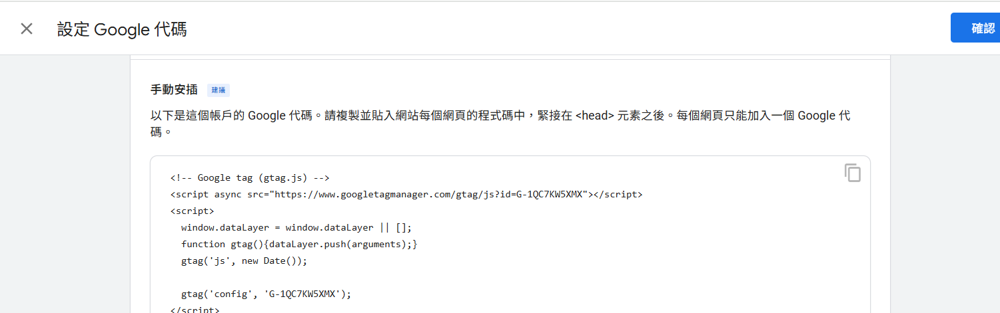 設定 Google 代碼
確認
手動安插 建議
以下是這個帳戶的 Google 代碼。請複製並貼入網站每個網頁的程式碼中，緊接在 <head> 元素之後。每個網頁只能加入一個 Google 代
碼。
<!-- Google tag (gtag.js) -->
<script async src="https://www.googletagmanager.com/gtag/js?id=G-1QC7KW5XMX"></script>
<script>
  window.dataLayer = window.dataLayer || [];
  function gtag(){dataLayer.push(arguments);}
  gtag('js', new Date());

  gtag('config', 'G-1QC7KW5XMX');
</script>